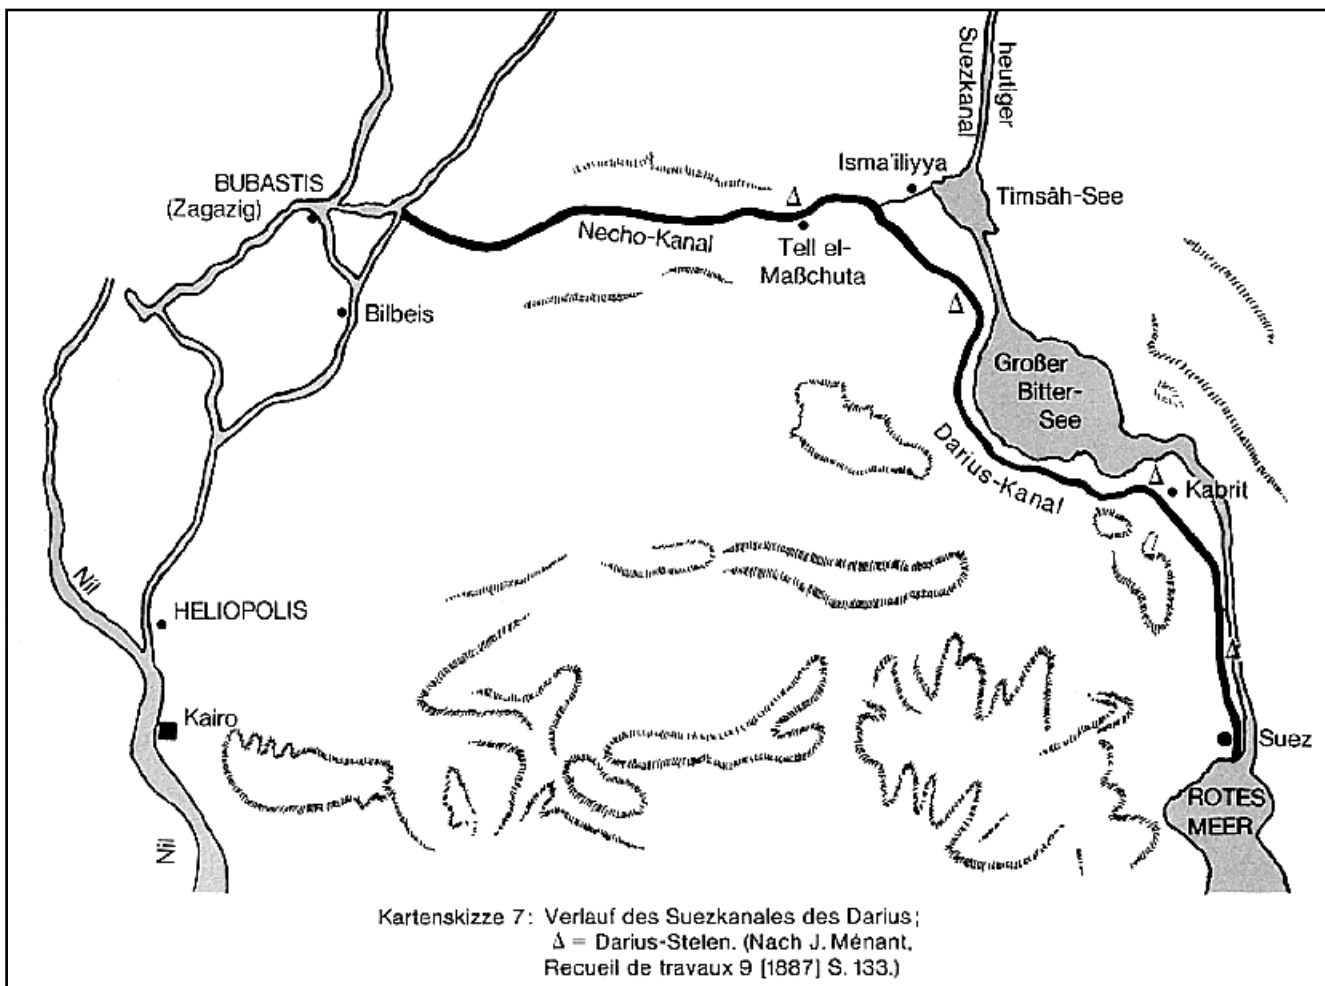 heutiger
Suezkanal
Isma'iliyya
BUBASTIS
(Zagazig)
Timsâh-See
Δ
Necho-Kanal
Tell el-
Maßchuta
Δ
Bilbeis
Großer
Bitter-
See
Darius-Kanal
Δ
Kabrit
Nil
HELIOPOLIS
Δ
Kairo
Suez
ROTES
MEER
Nil
Kartenskizze 7: Verlauf des Suezkanales des Darius;
Δ = Darius-Stelen. (Nach J. Ménant,
Recueil de travaux 9 [1887] S. 133.)